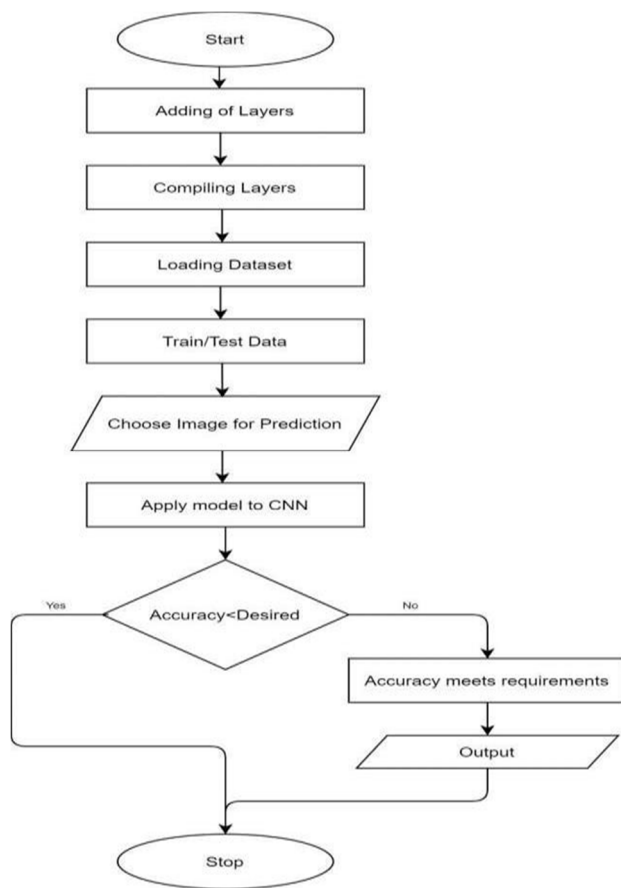 Start
Adding of Layers
Compiling Layers
Loading Dataset
Train/Test Data
Choose Image for Prediction
Apply model to CNN
Yes
Accuracy<Desired
No
Accuracy meets requirements
Output
Stop